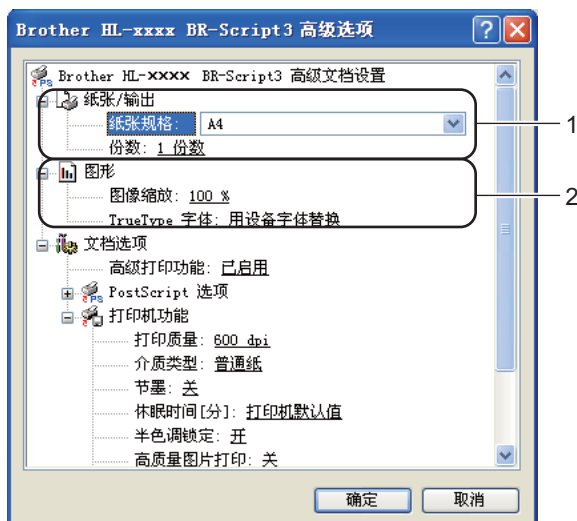 Brother HL-xxxx BR-Script3 高级选项
Brother HL-XXXX BR-Script3 高级文档设置
纸张/输出
纸张规格: A4
1
份数: 1 份数
图形
图像缩放: 100 %
2
TrueType 字体: 用设备字体替换
文档选项
高级打印功能: 已启用
PostScript 选项
打印机功能
打印质量: 600 dpi
介质类型: 普通纸
节墨: 关
休眠时间[分]: 打印机默认值
半色调锁定: 开
高质量图片打印: 关
确定 取消